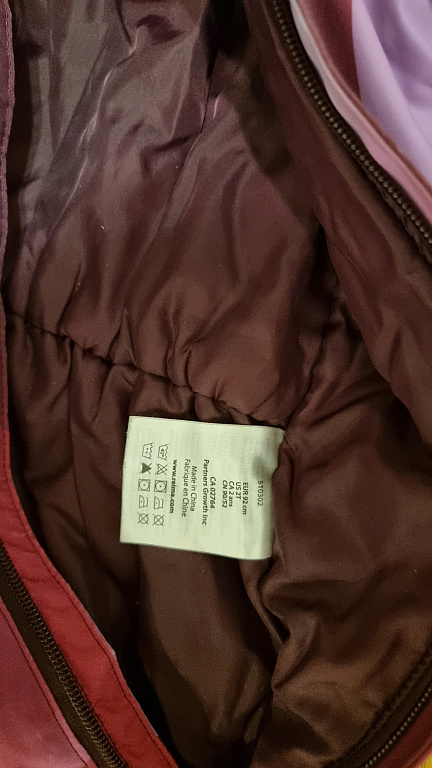 510302
EUR 92 cm
US 2T
CA 2 ans
CN 90/52
CA 02764
Partners Growth Inc
Made in China
Fabriqué en Chine
www.reima.com